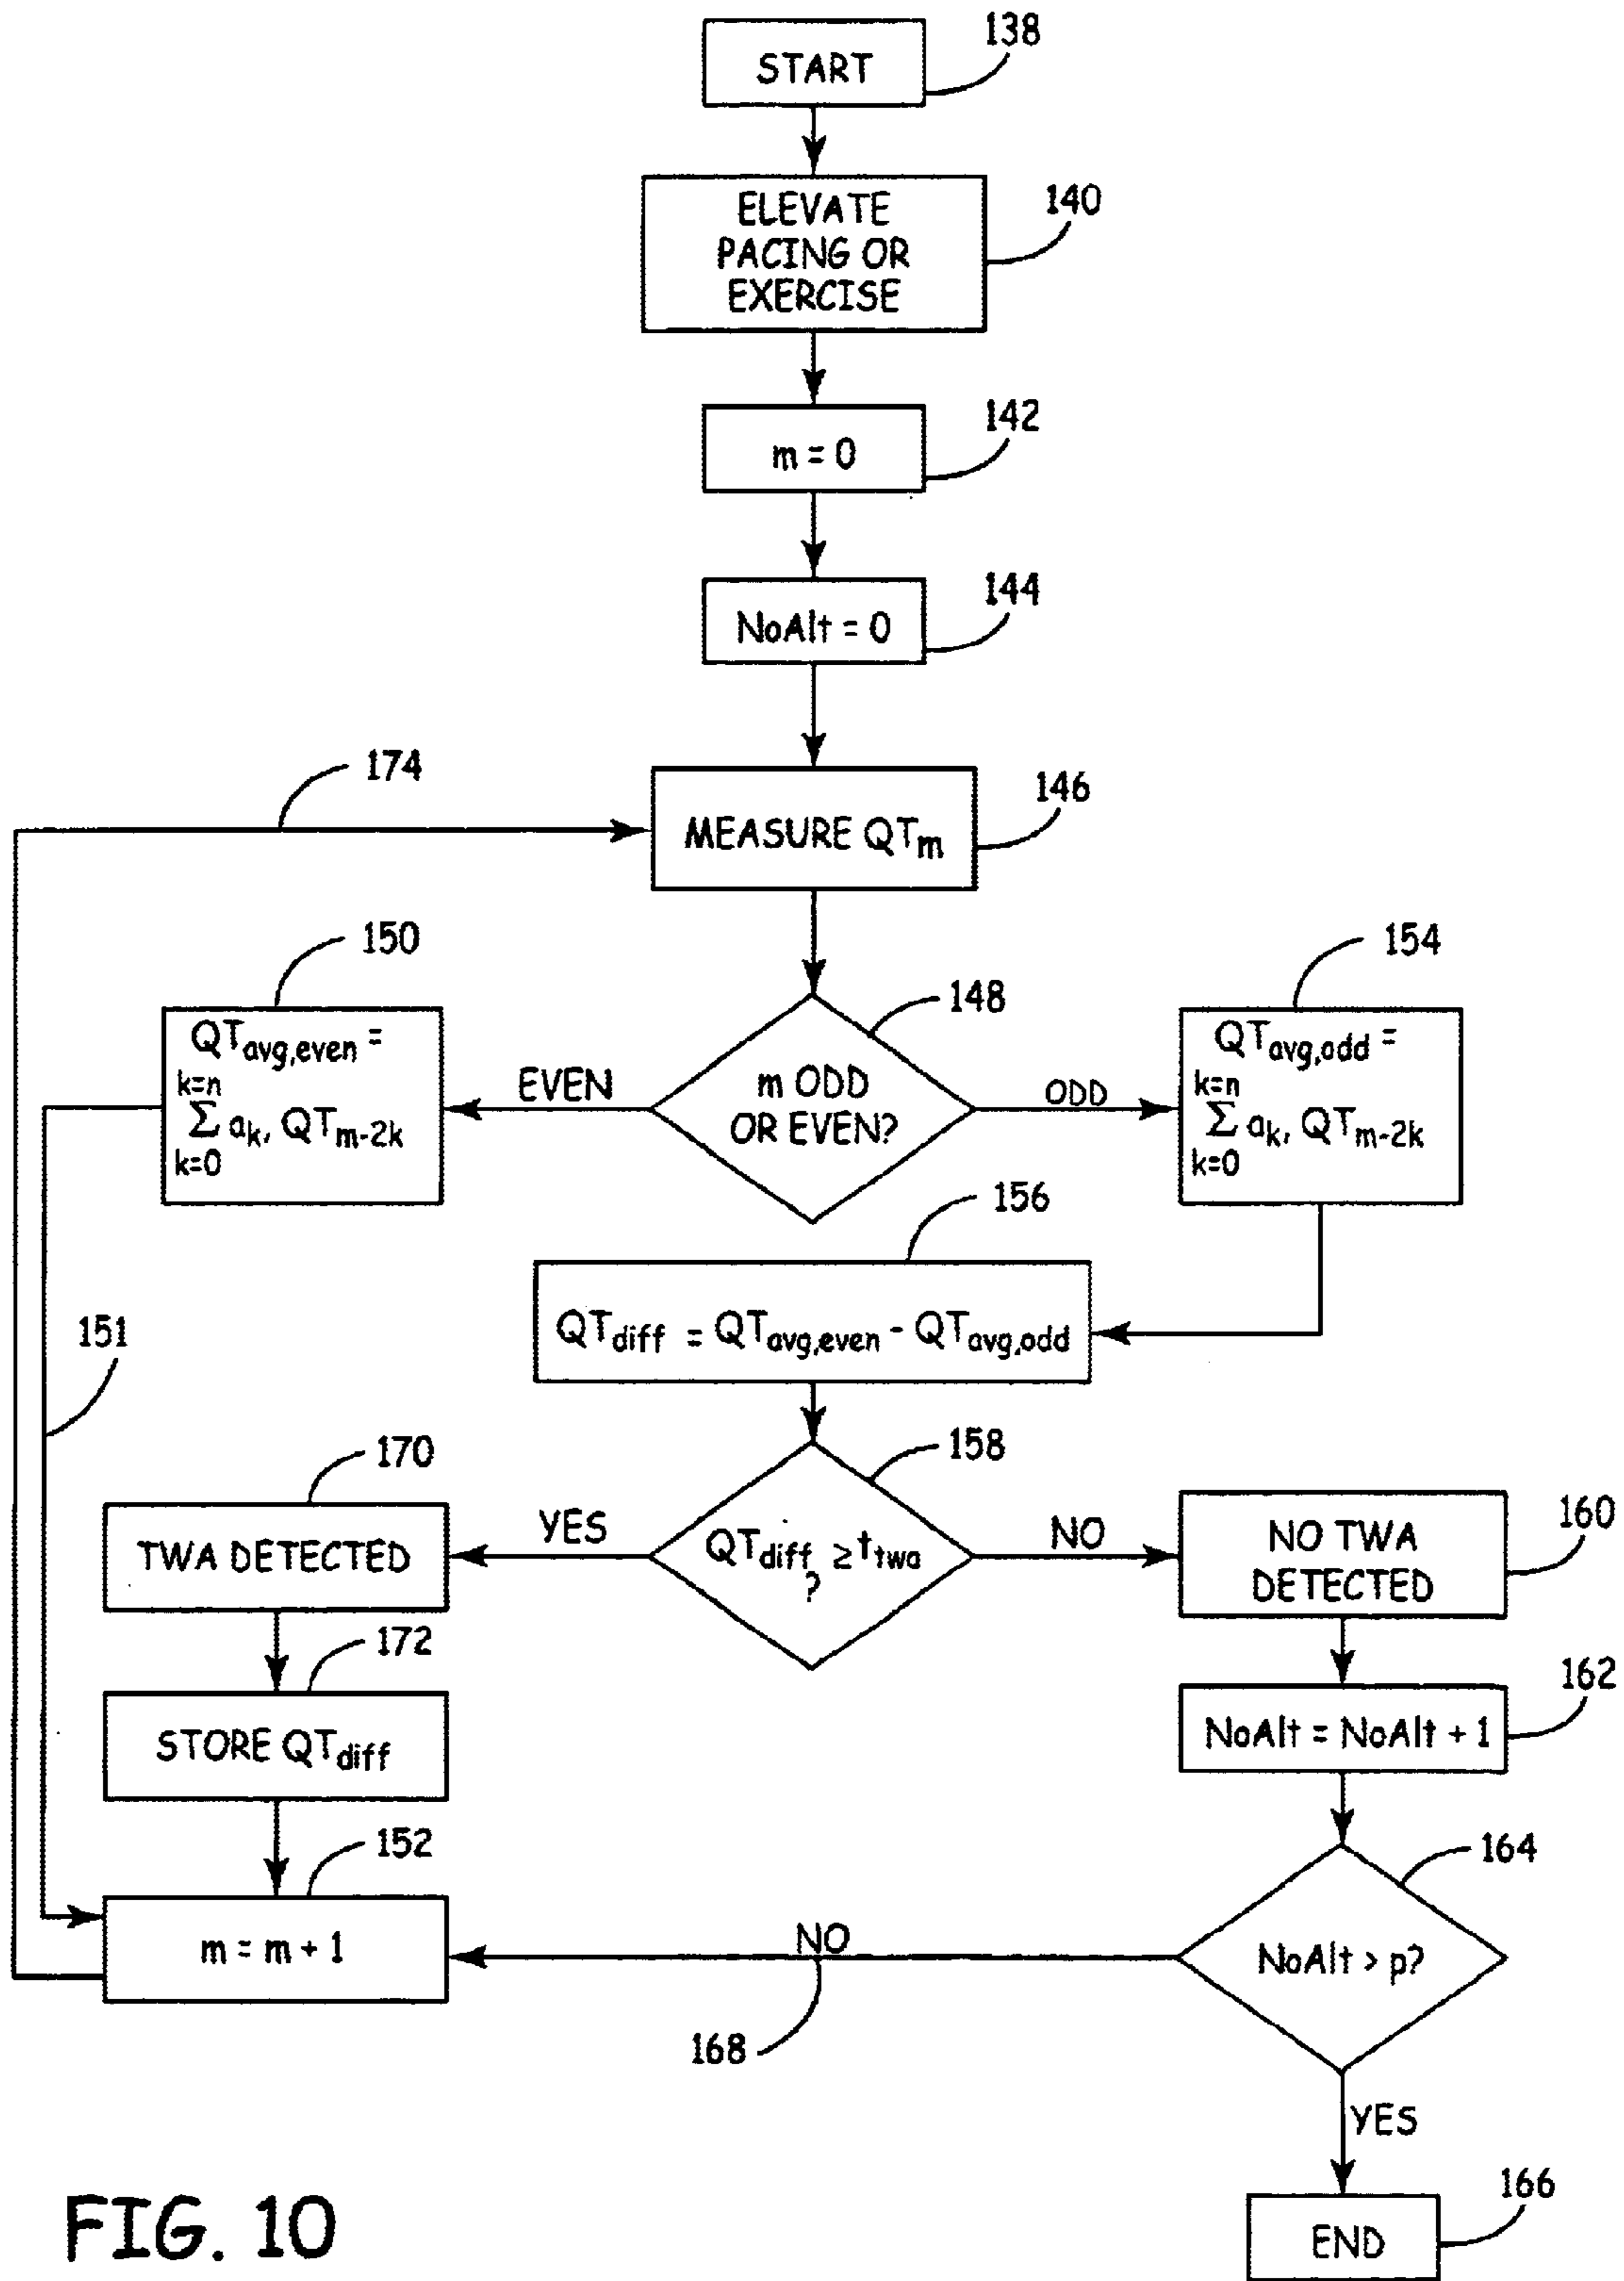 START
138
ELEVATE
PACING OR
EXERCISE
140
m = 0
142
NoAlt = 0
144
174
MEASURE QTm
146
150
QTavg,even =
k=n
Σ ak, QTm-2k
k=0
EVEN
148
m ODD
OR EVEN?
ODD
154
QTavg,odd =
k=n
Σ ak, QTm-2k
k=0
156
QTdiff = QTavg,even - QTavg,odd
151
170
TWA DETECTED
YES
158
QTdiff ≥ ttwa
?
NO
160
NO TWA
DETECTED
172
STORE QTdiff
162
NoAlt = NoAlt + 1
152
m = m + 1
NO
168
164
NoAlt > p?
YES
166
END
FIG. 10